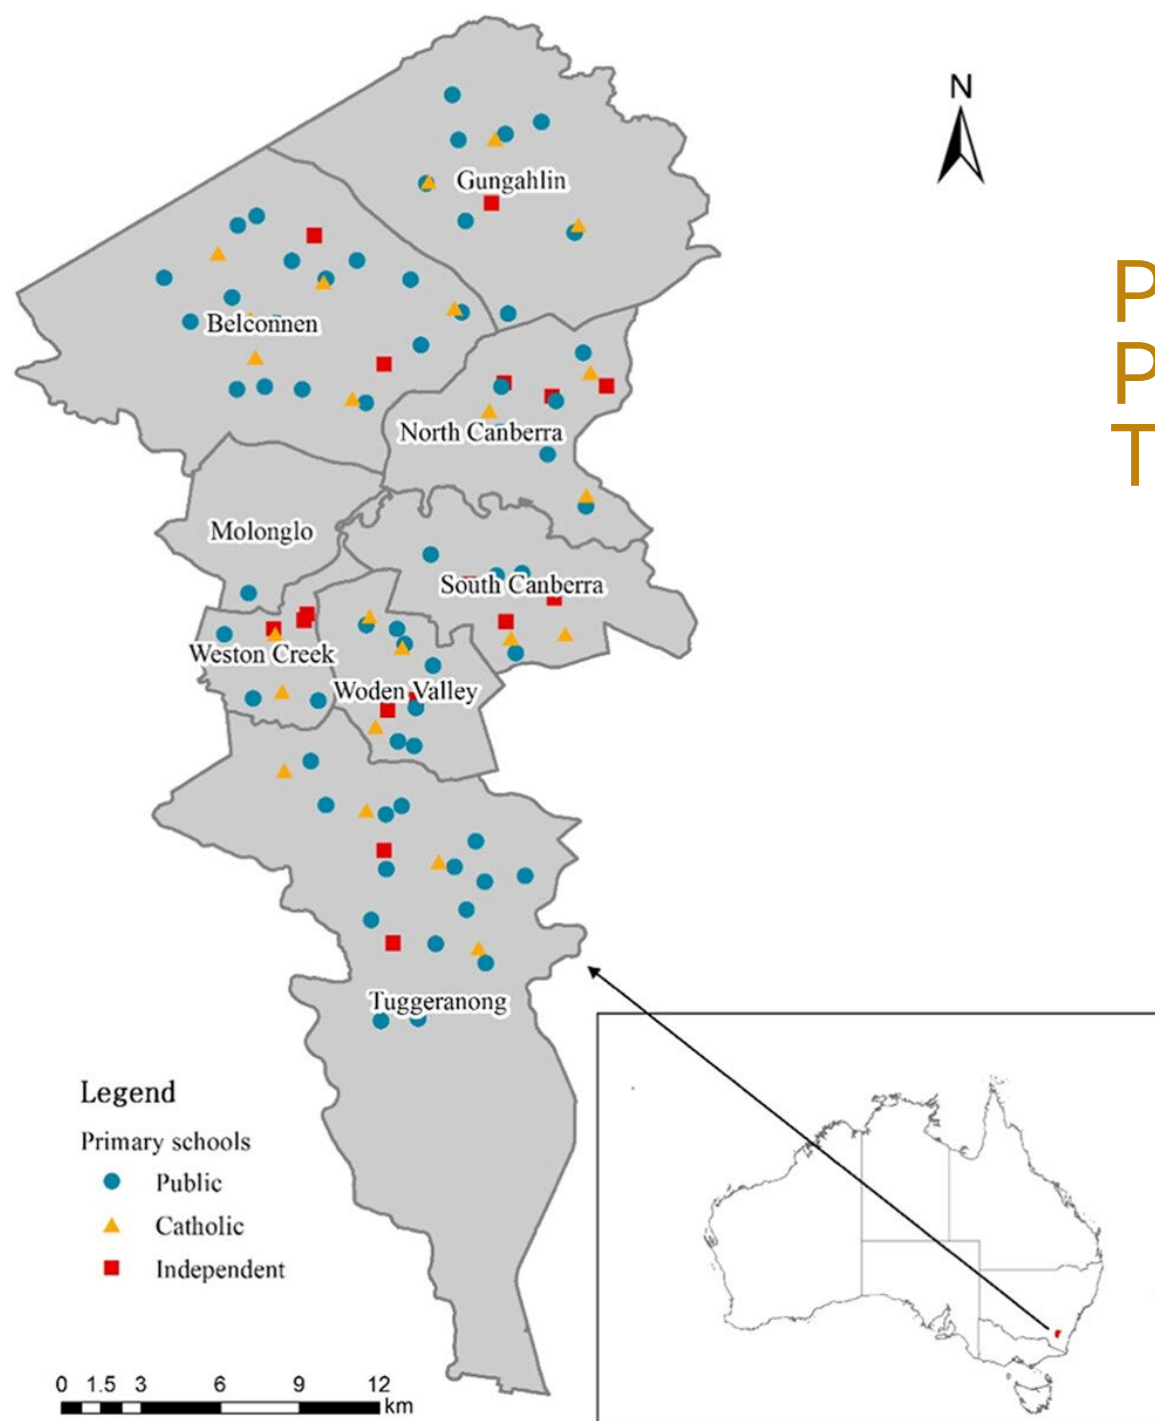 N
Gungahlin
P
P
T
Belconnen
North Canberra
Molonglo
South Canberra
Weston Creek
Woden Valley
Tuggeranong
Legend
Primary schools
Public
Catholic
Independent
0 1.5 3 6 9 12
km